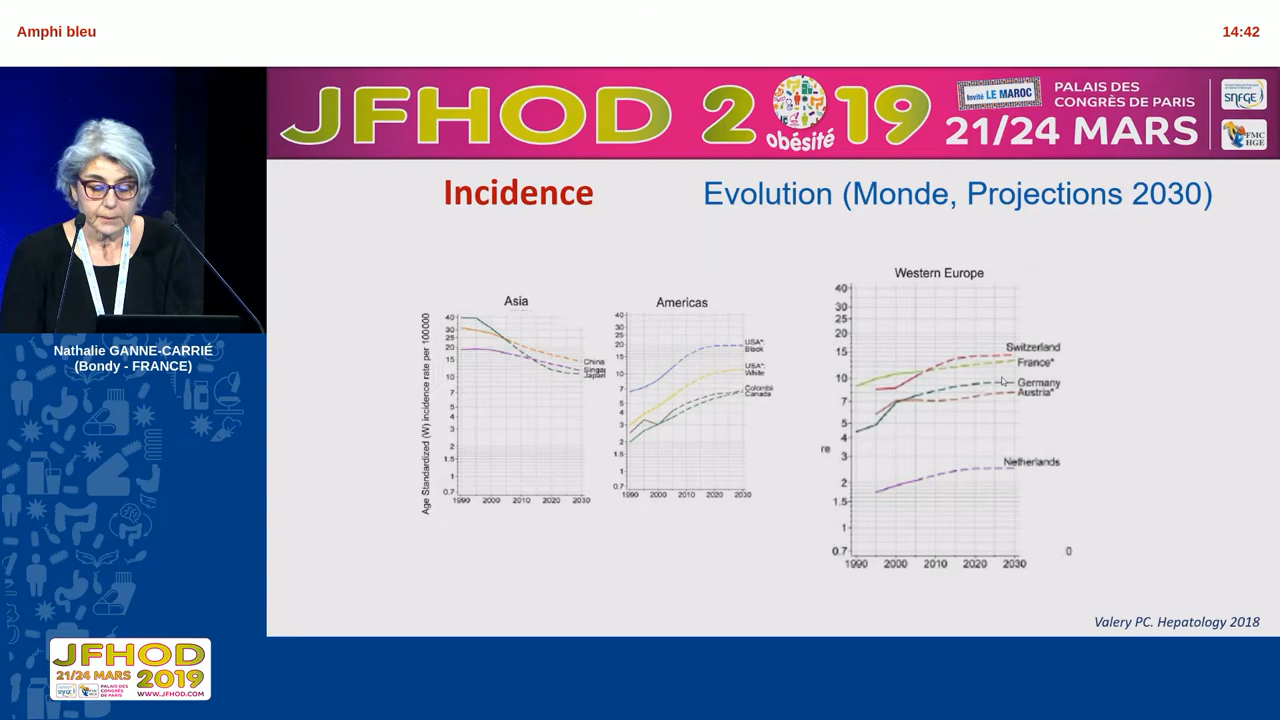 Amphi bleu
14:42
JFHOD 2019
obésité
Invité LE MAROC
PALAIS DES
CONGRÈS DE PARIS
21/24 MARS
SNFGE
FMC
HGE
Incidence
Evolution (Monde, Projections 2030)
Nathalie GANNE-CARRIÉ
(Bondy - FRANCE)
Asia
Age Standardized (W) incidence rate per 100000
40
30
25
20
15
10
7
5
4
3
2
1.5
1
0.7
1990 2000 2010 2020 2030
China
Singap
Japan
Americas
40
30
25
20
15
10
7
5
4
3
2
1.5
1
0.7
1990 2000 2010 2020 2030
USA*:
Black
USA*:
White
Colombi
Canada
Western Europe
40
30
25
20
15
10
7
5
4
3
2
1.5
1
0.7
1990 2000 2010 2020 2030
Switzerland
France*
Germany
Austria*
Netherlands
re
0
Valery PC. Hepatology 2018
JFHOD
21/24 MARS
PALAIS DES
CONGRÈS
DE PARIS
2019
WWW.JFHOD.COM